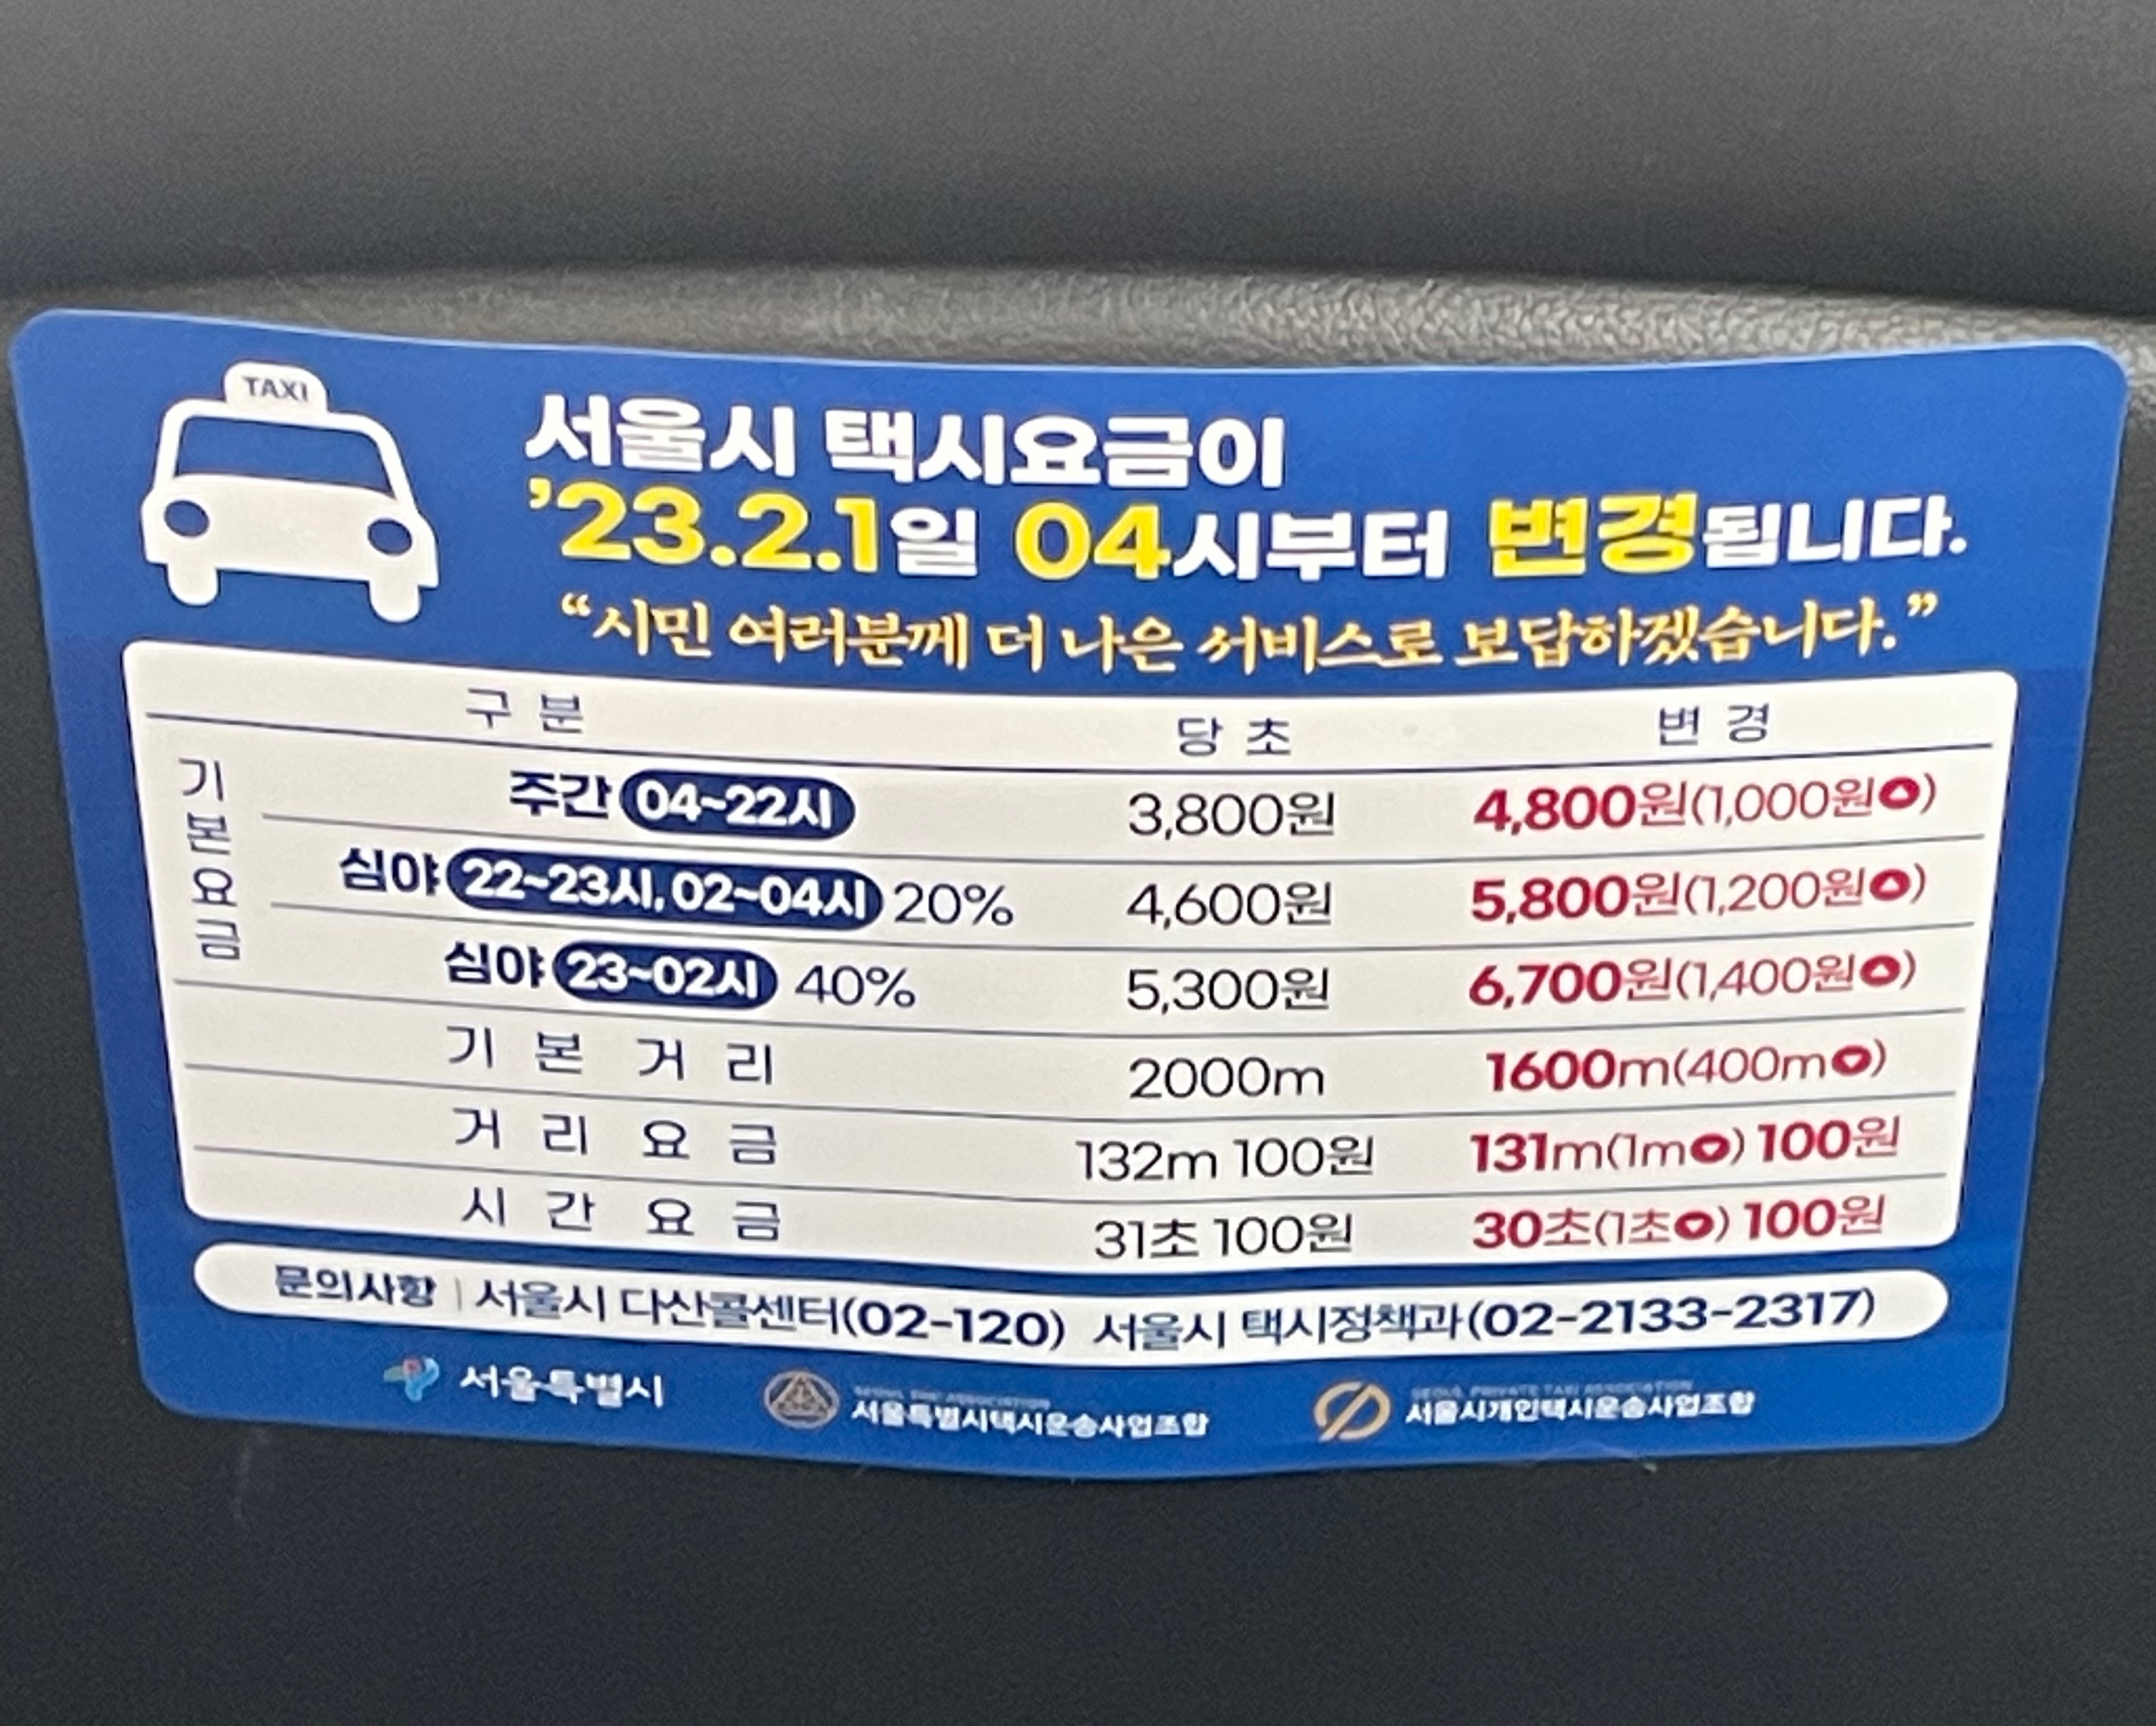 TAXI
서울시 택시요금이
'23.2.1일 04시부터 변경됩니다.
“시민 여러분께 더 나은 서비스로 보답하겠습니다.”
구 분 당 초 변 경
기본요금
주간 04~22시 3,800원 4,800원(1,000원▲)
심야 22~23시, 02~04시 20% 4,600원 5,800원(1,200원▲)
심야 23~02시 40% 5,300원 6,700원(1,400원▲)
기 본 거 리 2000m 1600m(400m▼)
거 리 요 금 132m 100원 131m(1m▼) 100원
시 간 요 금 31초 100원 30초(1초▼) 100원
문의사항 | 서울시 다산콜센터(02-120) 서울시 택시정책과(02-2133-2317)
서울특별시
SEOUL TAXI ASSOCIATION
서울특별시택시운송사업조합
SEOUL PRIVATE TAXI ASSOCIATION
서울시개인택시운송사업조합